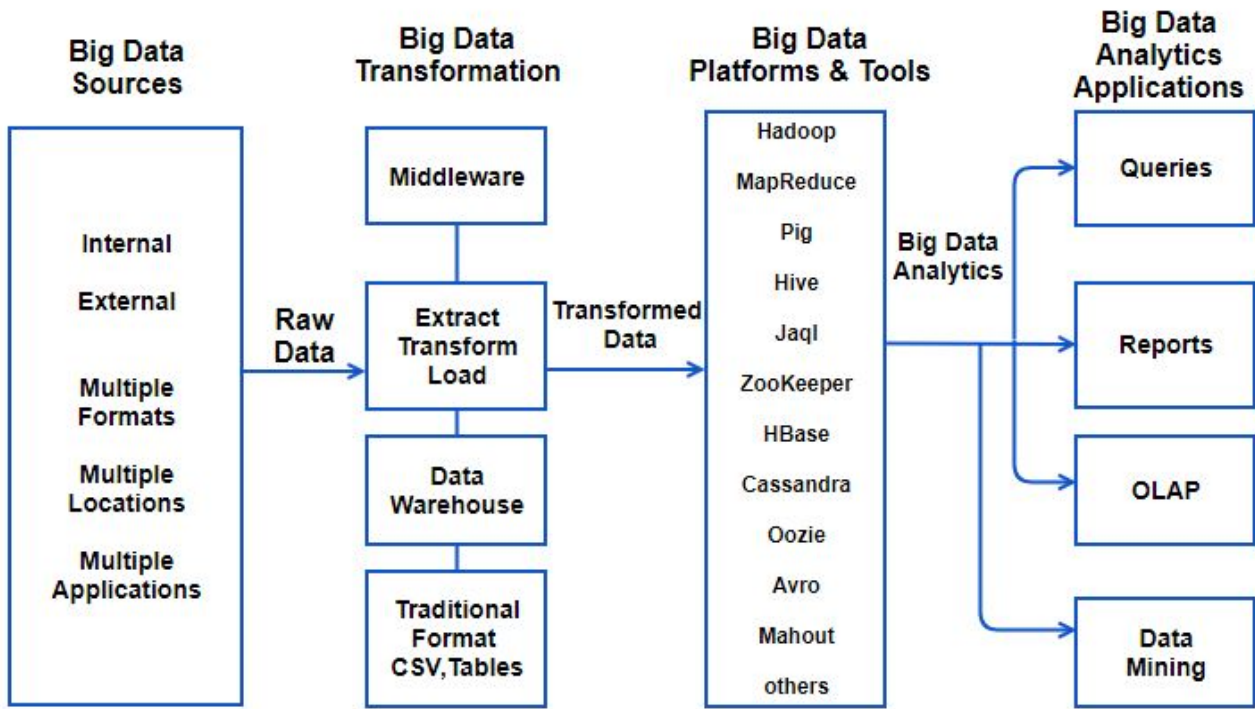 Big Data
Sources
Internal
External
Multiple
Formats
Multiple
Locations
Multiple
Applications
Raw
Data
Big Data
Transformation
Middleware
Extract
Transform
Load
Data
Warehouse
Traditional
Format
CSV,Tables
Transformed
Data
Big Data
Platforms & Tools
Hadoop
MapReduce
Pig
Hive
Jaql
ZooKeeper
HBase
Cassandra
Oozie
Avro
Mahout
others
Big Data
Analytics
Big Data
Analytics
Applications
Queries
Reports
OLAP
Data
Mining